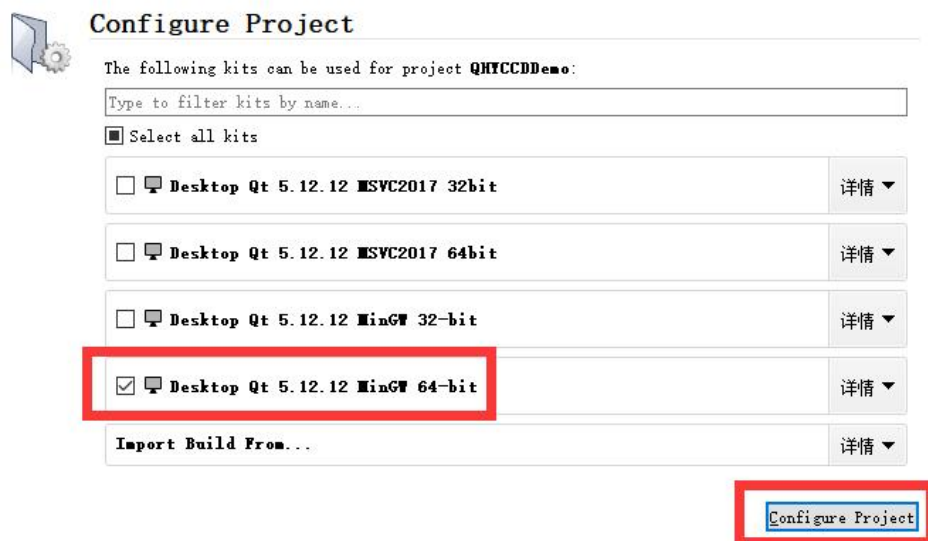 Configure Project
The following kits can be used for project QHYCCDDemo:
Type to filter kits by name...
Select all kits
Desktop Qt 5.12.12 MSVC2017 32bit
详情
Desktop Qt 5.12.12 MSVC2017 64bit
详情
Desktop Qt 5.12.12 MinGW 32-bit
详情
Desktop Qt 5.12.12 MinGW 64-bit
详情
Import Build From...
详情
Configure Project